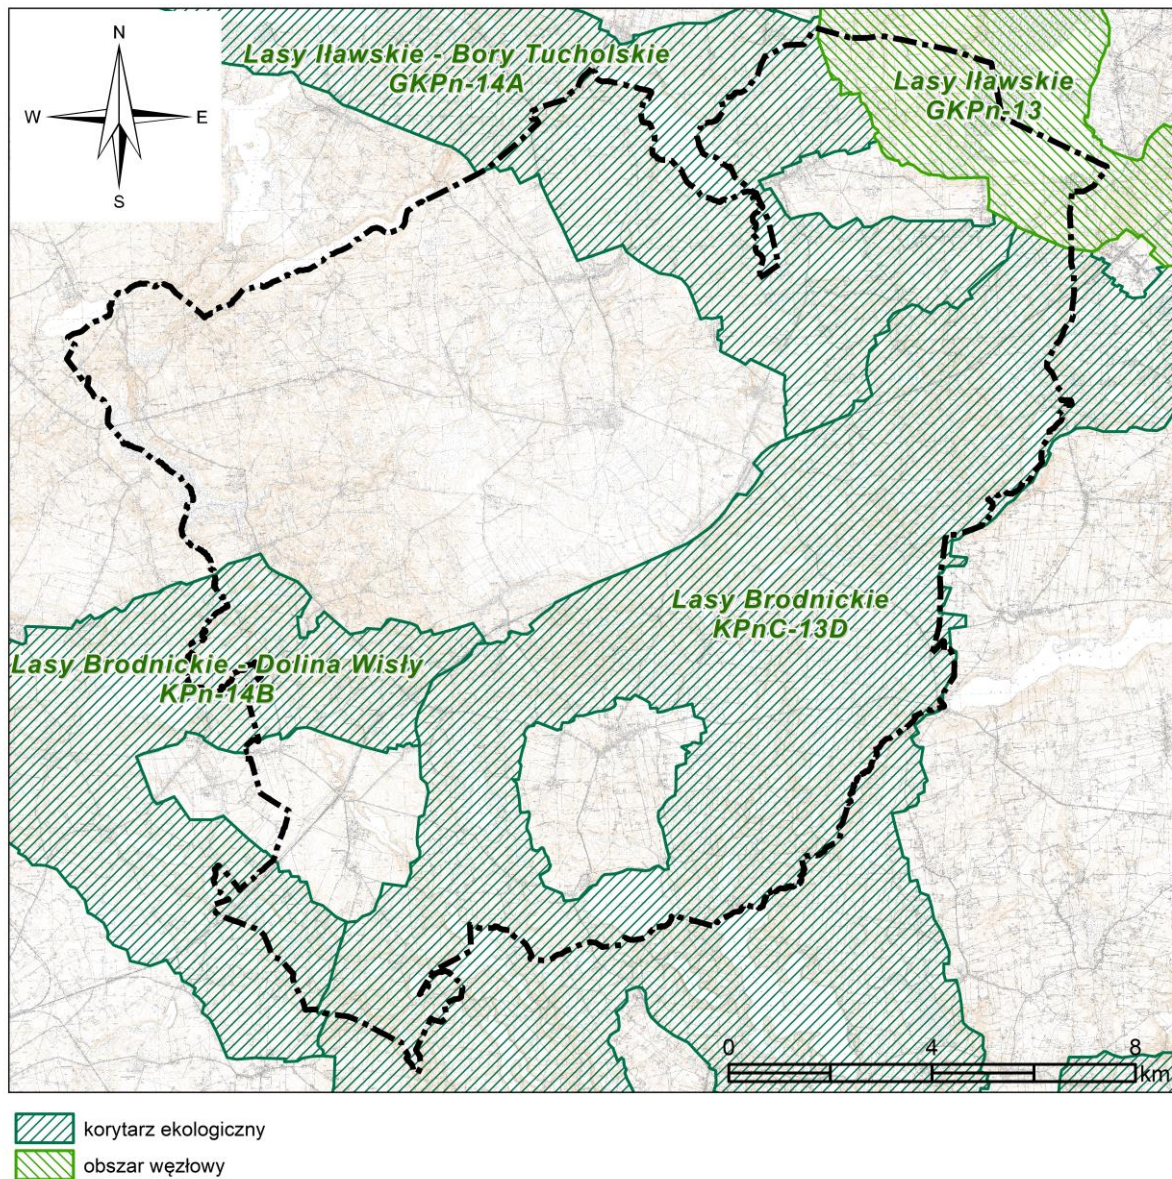 N
W
E
S
Lasy Iławskie - Bory Tucholskie
GKPn-14A
Lasy Iławskie
GKPn-13
Lasy Brodnickie
KPnC-13D
Lasy Brodnickie - Dolina Wisły
KPn-14B
0 4 8
km
korytarz ekologiczny
obszar węzłowy